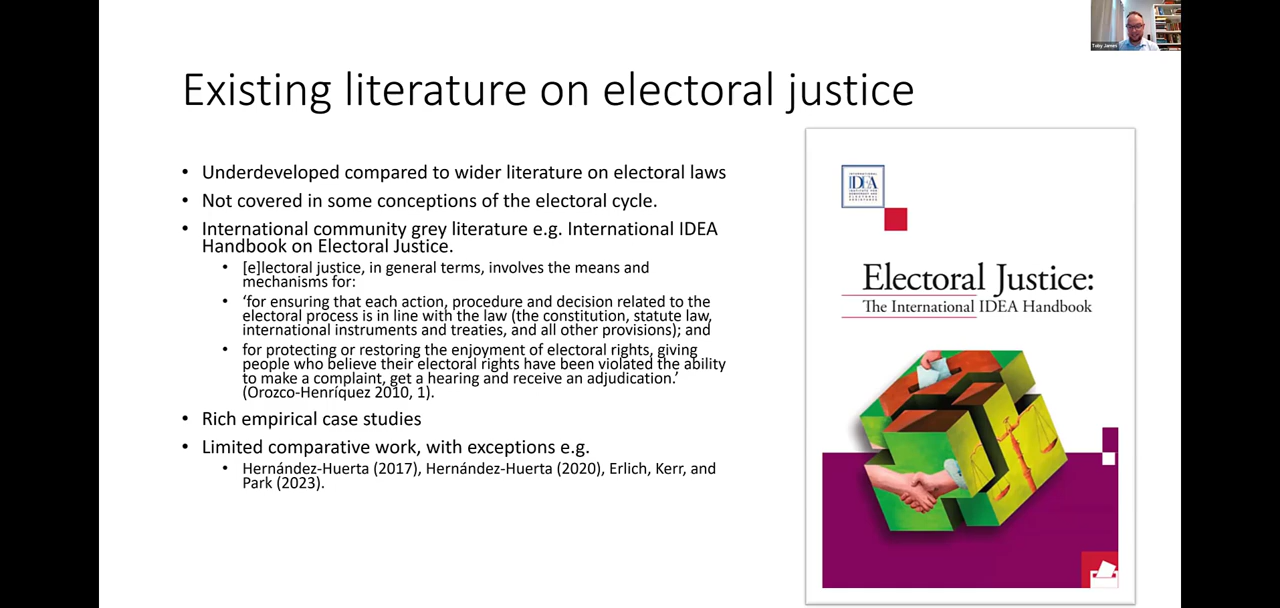 Toby James
Existing literature on electoral justice
• Underdeveloped compared to wider literature on electoral laws
• Not covered in some conceptions of the electoral cycle.
• International community grey literature e.g. International IDEA
Handbook on Electoral Justice.
• [e]lectoral justice, in general terms, involves the means and
mechanisms for:
• ‘for ensuring that each action, procedure and decision related to the
electoral process is in line with the law (the constitution, statute law,
international instruments and treaties, and all other provisions); and
• for protecting or restoring the enjoyment of electoral rights, giving
people who believe their electoral rights have been violated the ability
to make a complaint, get a hearing and receive an adjudication.’
(Orozco-Henríquez 2010, 1).
• Rich empirical case studies
• Limited comparative work, with exceptions e.g.
• Hernández-Huerta (2017), Hernández-Huerta (2020), Erlich, Kerr, and
Park (2023).
INTERNATIONAL
IDEA
Electoral Justice:
The International IDEA Handbook